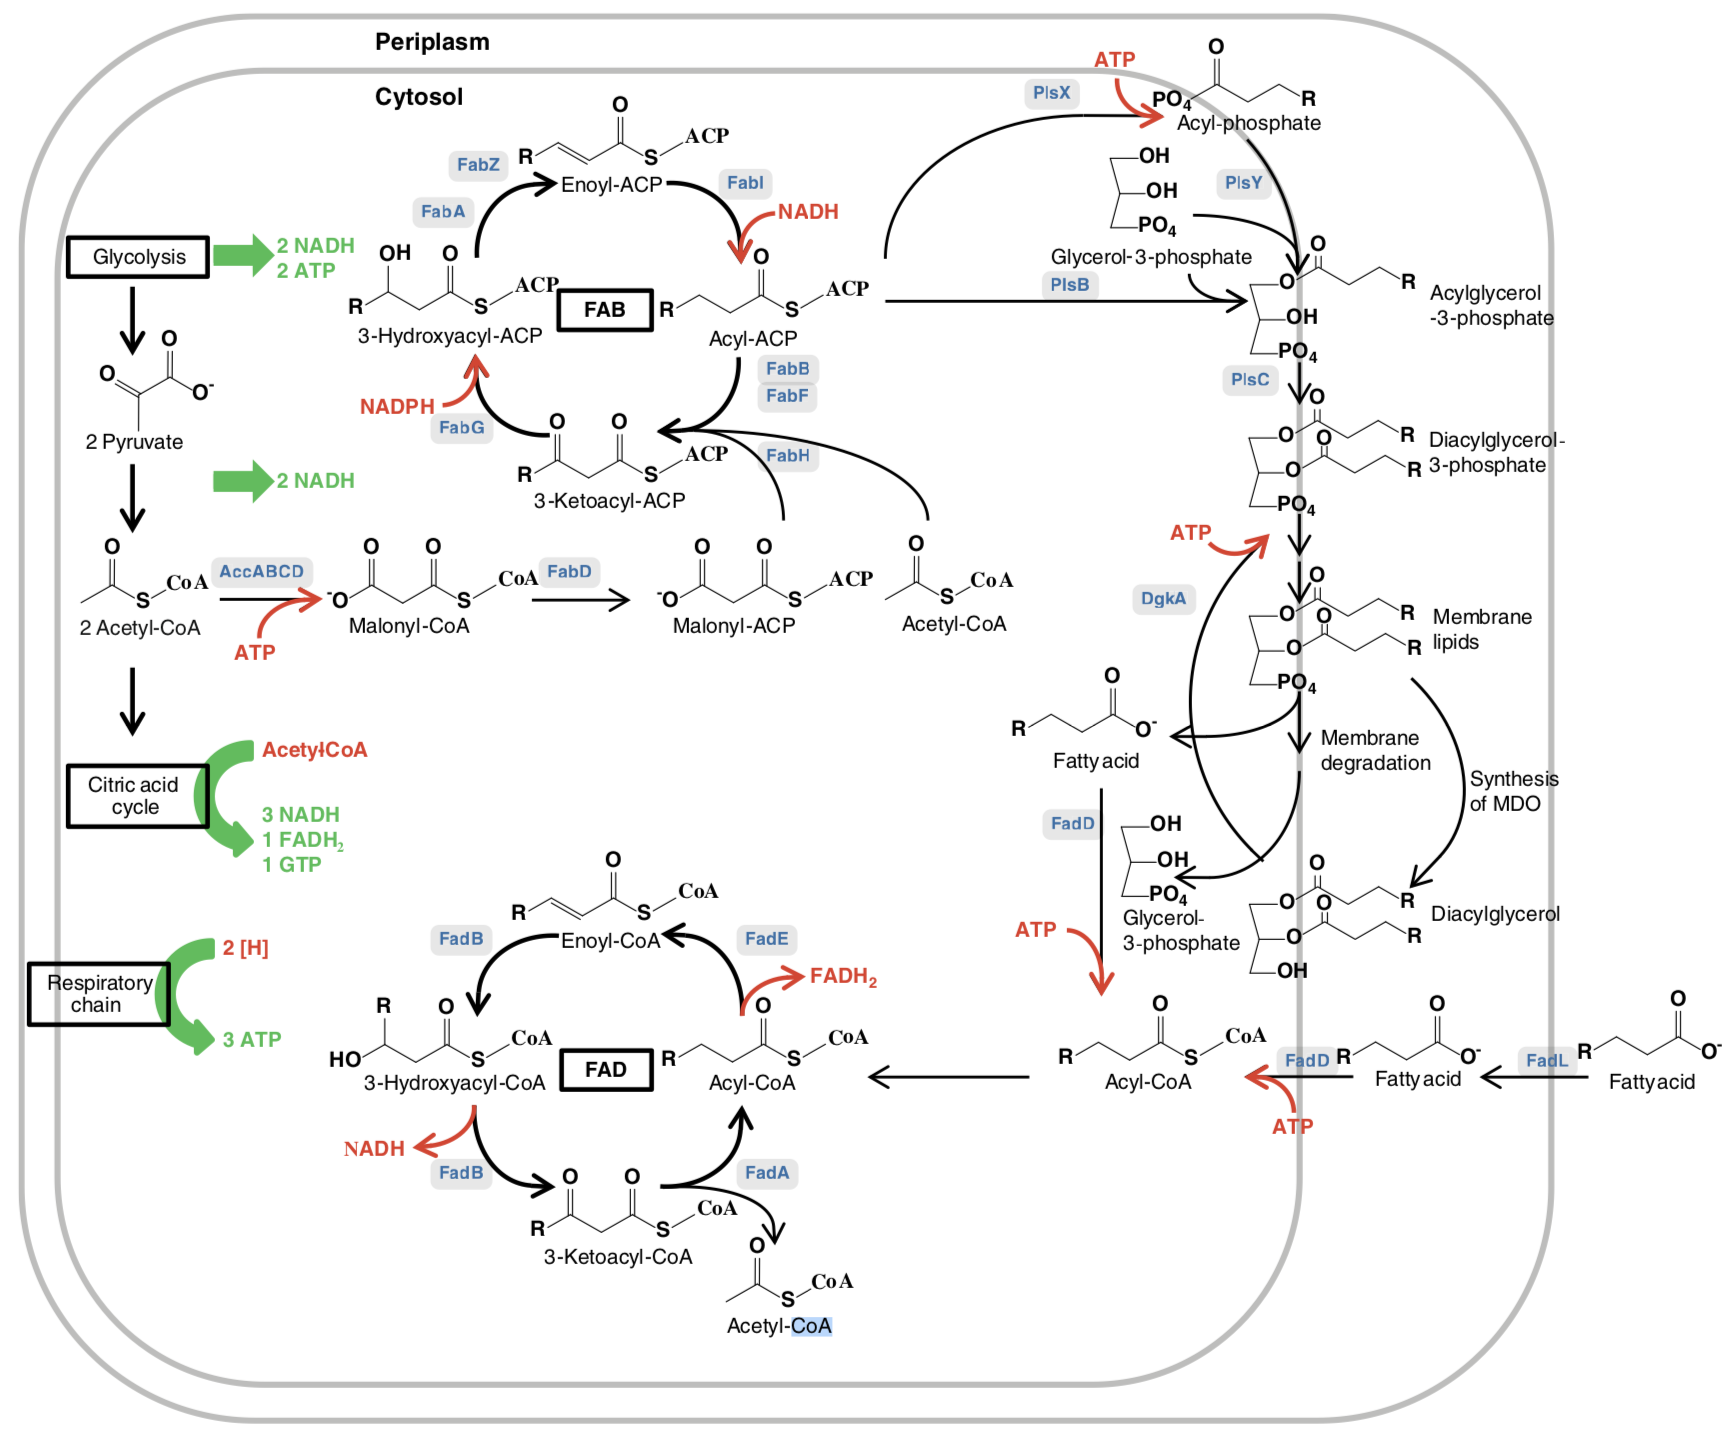 Periplasm
Cytosol
Glycolysis
2 NADH
2 ATP
O
O
O-
2 Pyruvate
2 NADH
O
S
CoA
2 Acetyl-CoA
AccABCD
ATP
O
O
-O
S
CoA
Malonyl-CoA
FabD
O
O
-O
S
ACP
Malonyl-ACP
O
S
CoA
Acetyl-CoA
Citric acid
cycle
Acetyl-CoA
3 NADH
1 FADH2
1 GTP
Respiratory
chain
2 [H]
3 ATP
FabZ
FabA
O
R
S
ACP
Enoyl-ACP
FabI
NADH
OH
O
R
S
ACP
3-Hydroxyacyl-ACP
FAB
O
R
S
ACP
Acyl-ACP
FabB
FabF
FabH
NADPH
FabG
O
O
R
S
ACP
3-Ketoacyl-ACP
PlsX
ATP
O
PO4
R
Acyl-phosphate
OH
OH
PO4
Glycerol-3-phosphate
PlsY
PlsB
O
O
R
OH
PO4
Acylglycerol
-3-phosphate
PlsC
O
O
R
O
O
R
PO4
Diacylglycerol-
3-phosphate
ATP
DgkA
O
O
R
O
O
R
PO4
Membrane
lipids
O
R
O-
Fatty acid
Membrane
degradation
Synthesis
of MDO
FadD
OH
OH
PO4
Glycerol-
3-phosphate
ATP
O
O
R
O
O
R
OH
Diacylglycerol
O
R
S
CoA
Enoyl-CoA
FadB
FadE
FADH2
R
O
HO
S
CoA
3-Hydroxyacyl-CoA
FAD
O
R
S
CoA
Acyl-CoA
NADH
FadB
FadA
O
O
R
S
CoA
3-Ketoacyl-CoA
O
S
CoA
Acetyl-CoA
O
R
S
CoA
Acyl-CoA
FadD
ATP
O
R
O-
Fatty acid
FadL
O
R
O-
Fatty acid